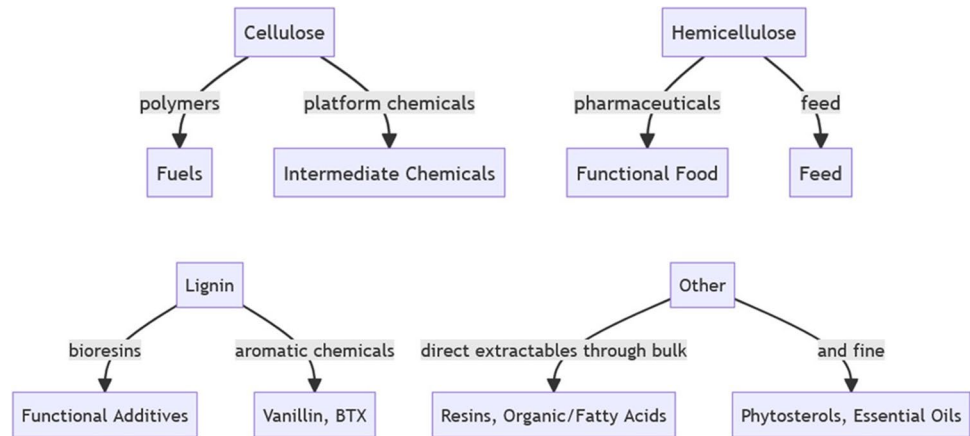 Cellulose
Hemicellulose
polymers
platform chemicals
pharmaceuticals
feed
Fuels
Intermediate Chemicals
Functional Food
Feed
Lignin
Other
bioresins
aromatic chemicals
direct extractables through bulk
and fine
Functional Additives
Vanillin, BTX
Resins, Organic/Fatty Acids
Phytosterols, Essential Oils